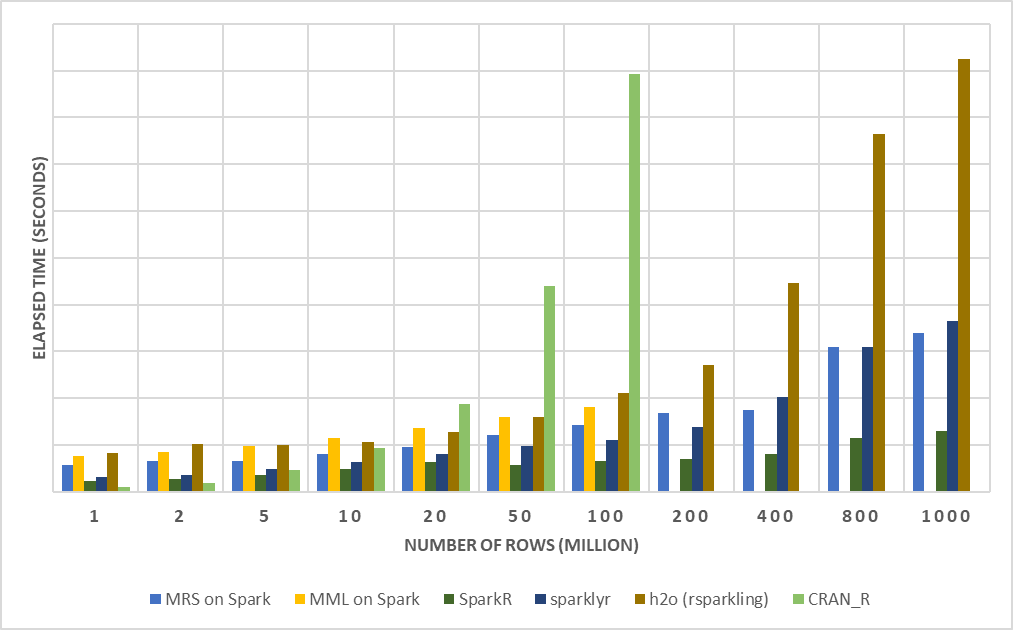 ELAPSED TIME (SECONDS)
1 2 5 10 20 50 100 200 400 800 1000
NUMBER OF ROWS (MILLION)
MRS on Spark MML on Spark SparkR sparklyr h2o (rsparkling) CRAN_R